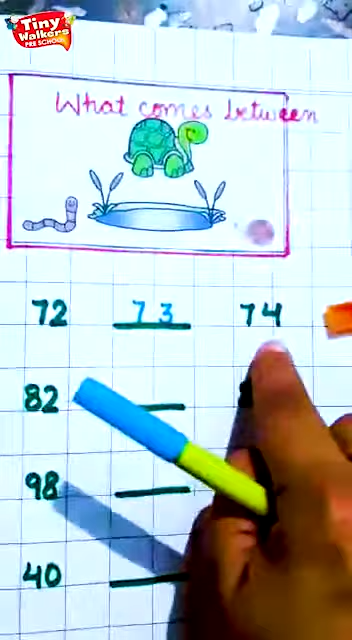 Tiny
Walkers
PRE SCHOOL
What comes between
72 73 74
82
98
40